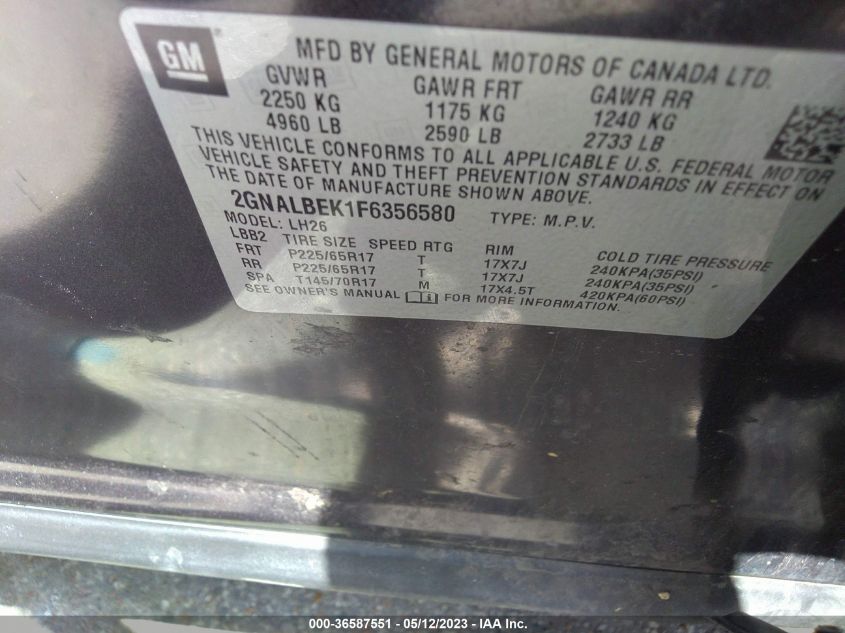 GM
MFD BY GENERAL MOTORS OF CANADA LTD.
GVWR GAWR FRT GAWR RR
2250 KG 1175 KG 1240 KG
4960 LB 2590 LB 2733 LB
THIS VEHICLE CONFORMS TO ALL APPLICABLE U.S. FEDERAL MOTOR
VEHICLE SAFETY AND THEFT PREVENTION STANDARDS IN EFFECT ON
THE DATE OF MANUFACTURE SHOWN ABOVE.
2GNALBEK1F6356580 TYPE: M.P.V.
MODEL: LH26
LBB2 TIRE SIZE SPEED RTG RIM COLD TIRE PRESSURE
FRT P225/65R17 T 17X7J 240KPA(35PSI)
RR P225/65R17 T 17X7J 240KPA(35PSI)
SPA T145/70R17 M 17X4.5T 420KPA(60PSI)
SEE OWNER'S MANUAL FOR MORE INFORMATION.
000-36587551 - 05/12/2023 - IAA Inc.